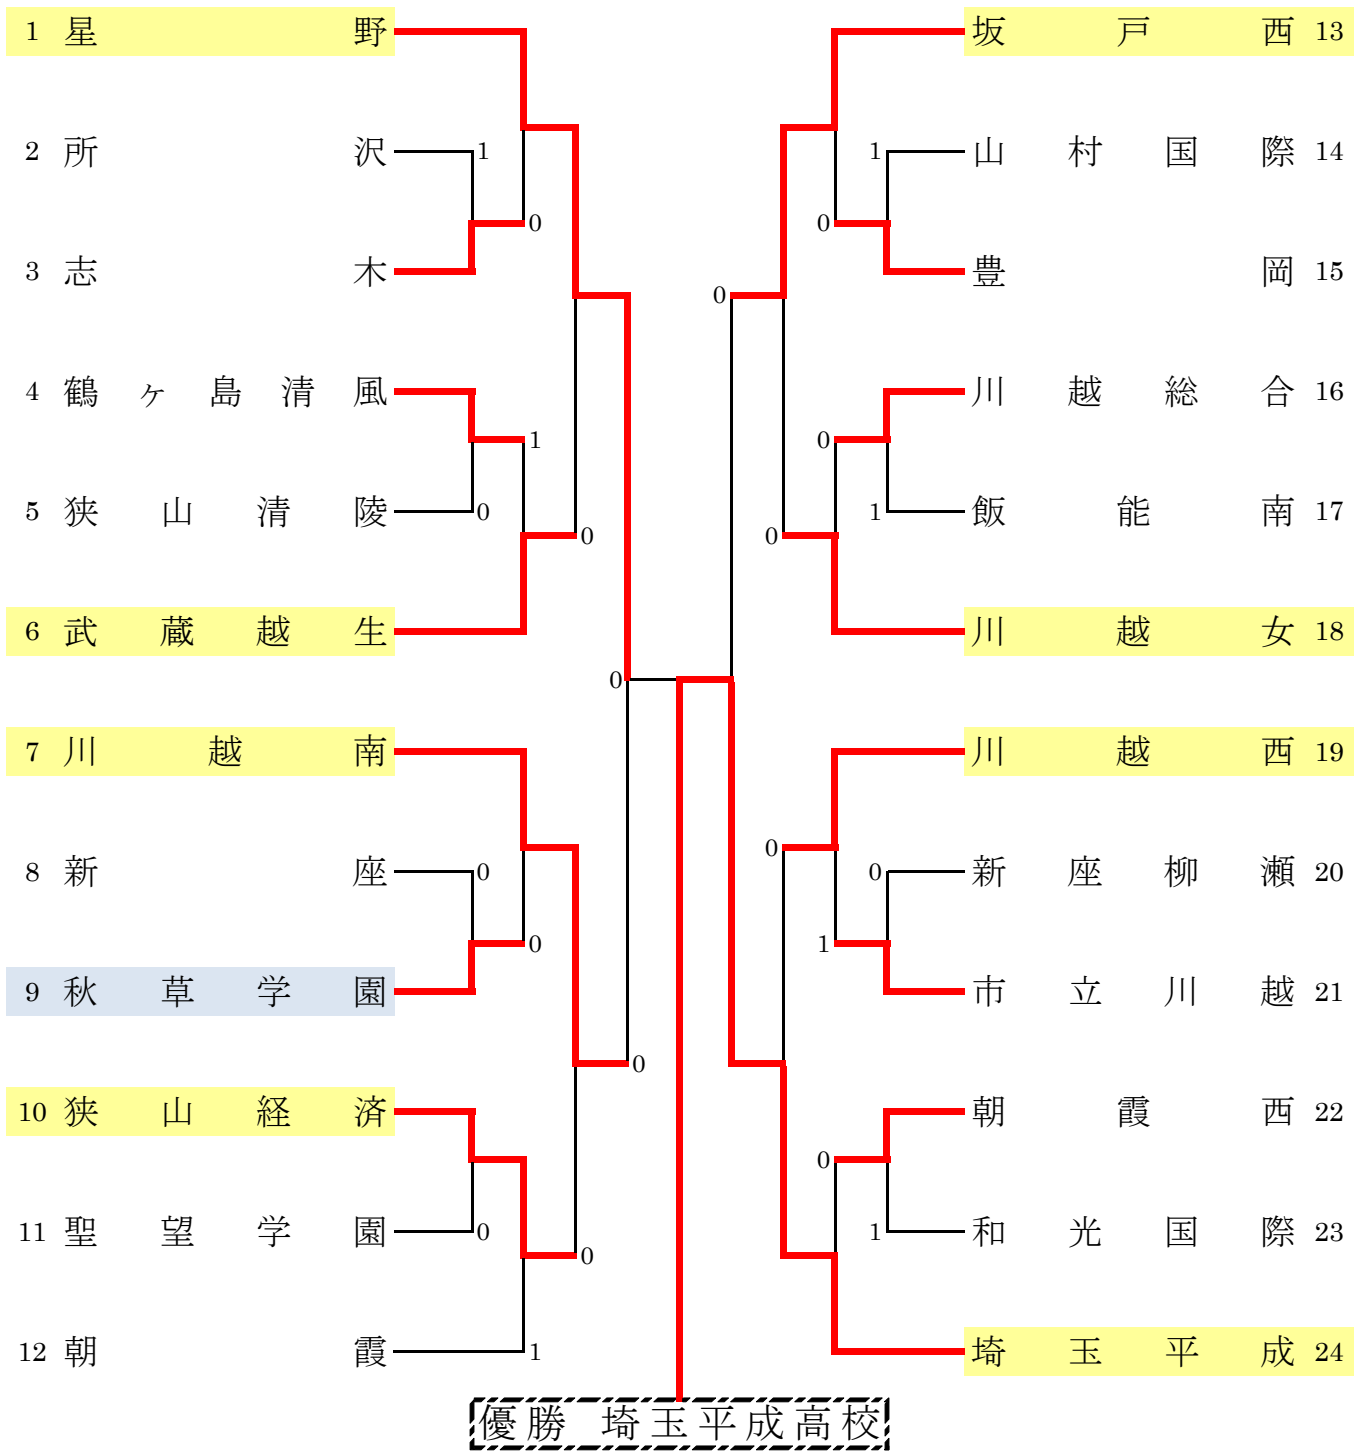 1 星野
2 所沢
3 志木
4 鶴ヶ島清風
5 狭山清陵
6 武蔵越生
7 川越南
8 新座
9 秋草学園
10 狭山経済
11 聖望学園
12 朝霞
1
0
1
0
0
0
0
0
0
0
0
1
0
1
0
0
1
0
0
0
1
0
1
坂戸西 13
山村国際 14
豊岡 15
川越総合 16
飯能南 17
川越女 18
川越西 19
新座柳瀬 20
市立川越 21
朝霞西 22
和光国際 23
埼玉平成 24
優勝 埼玉平成高校